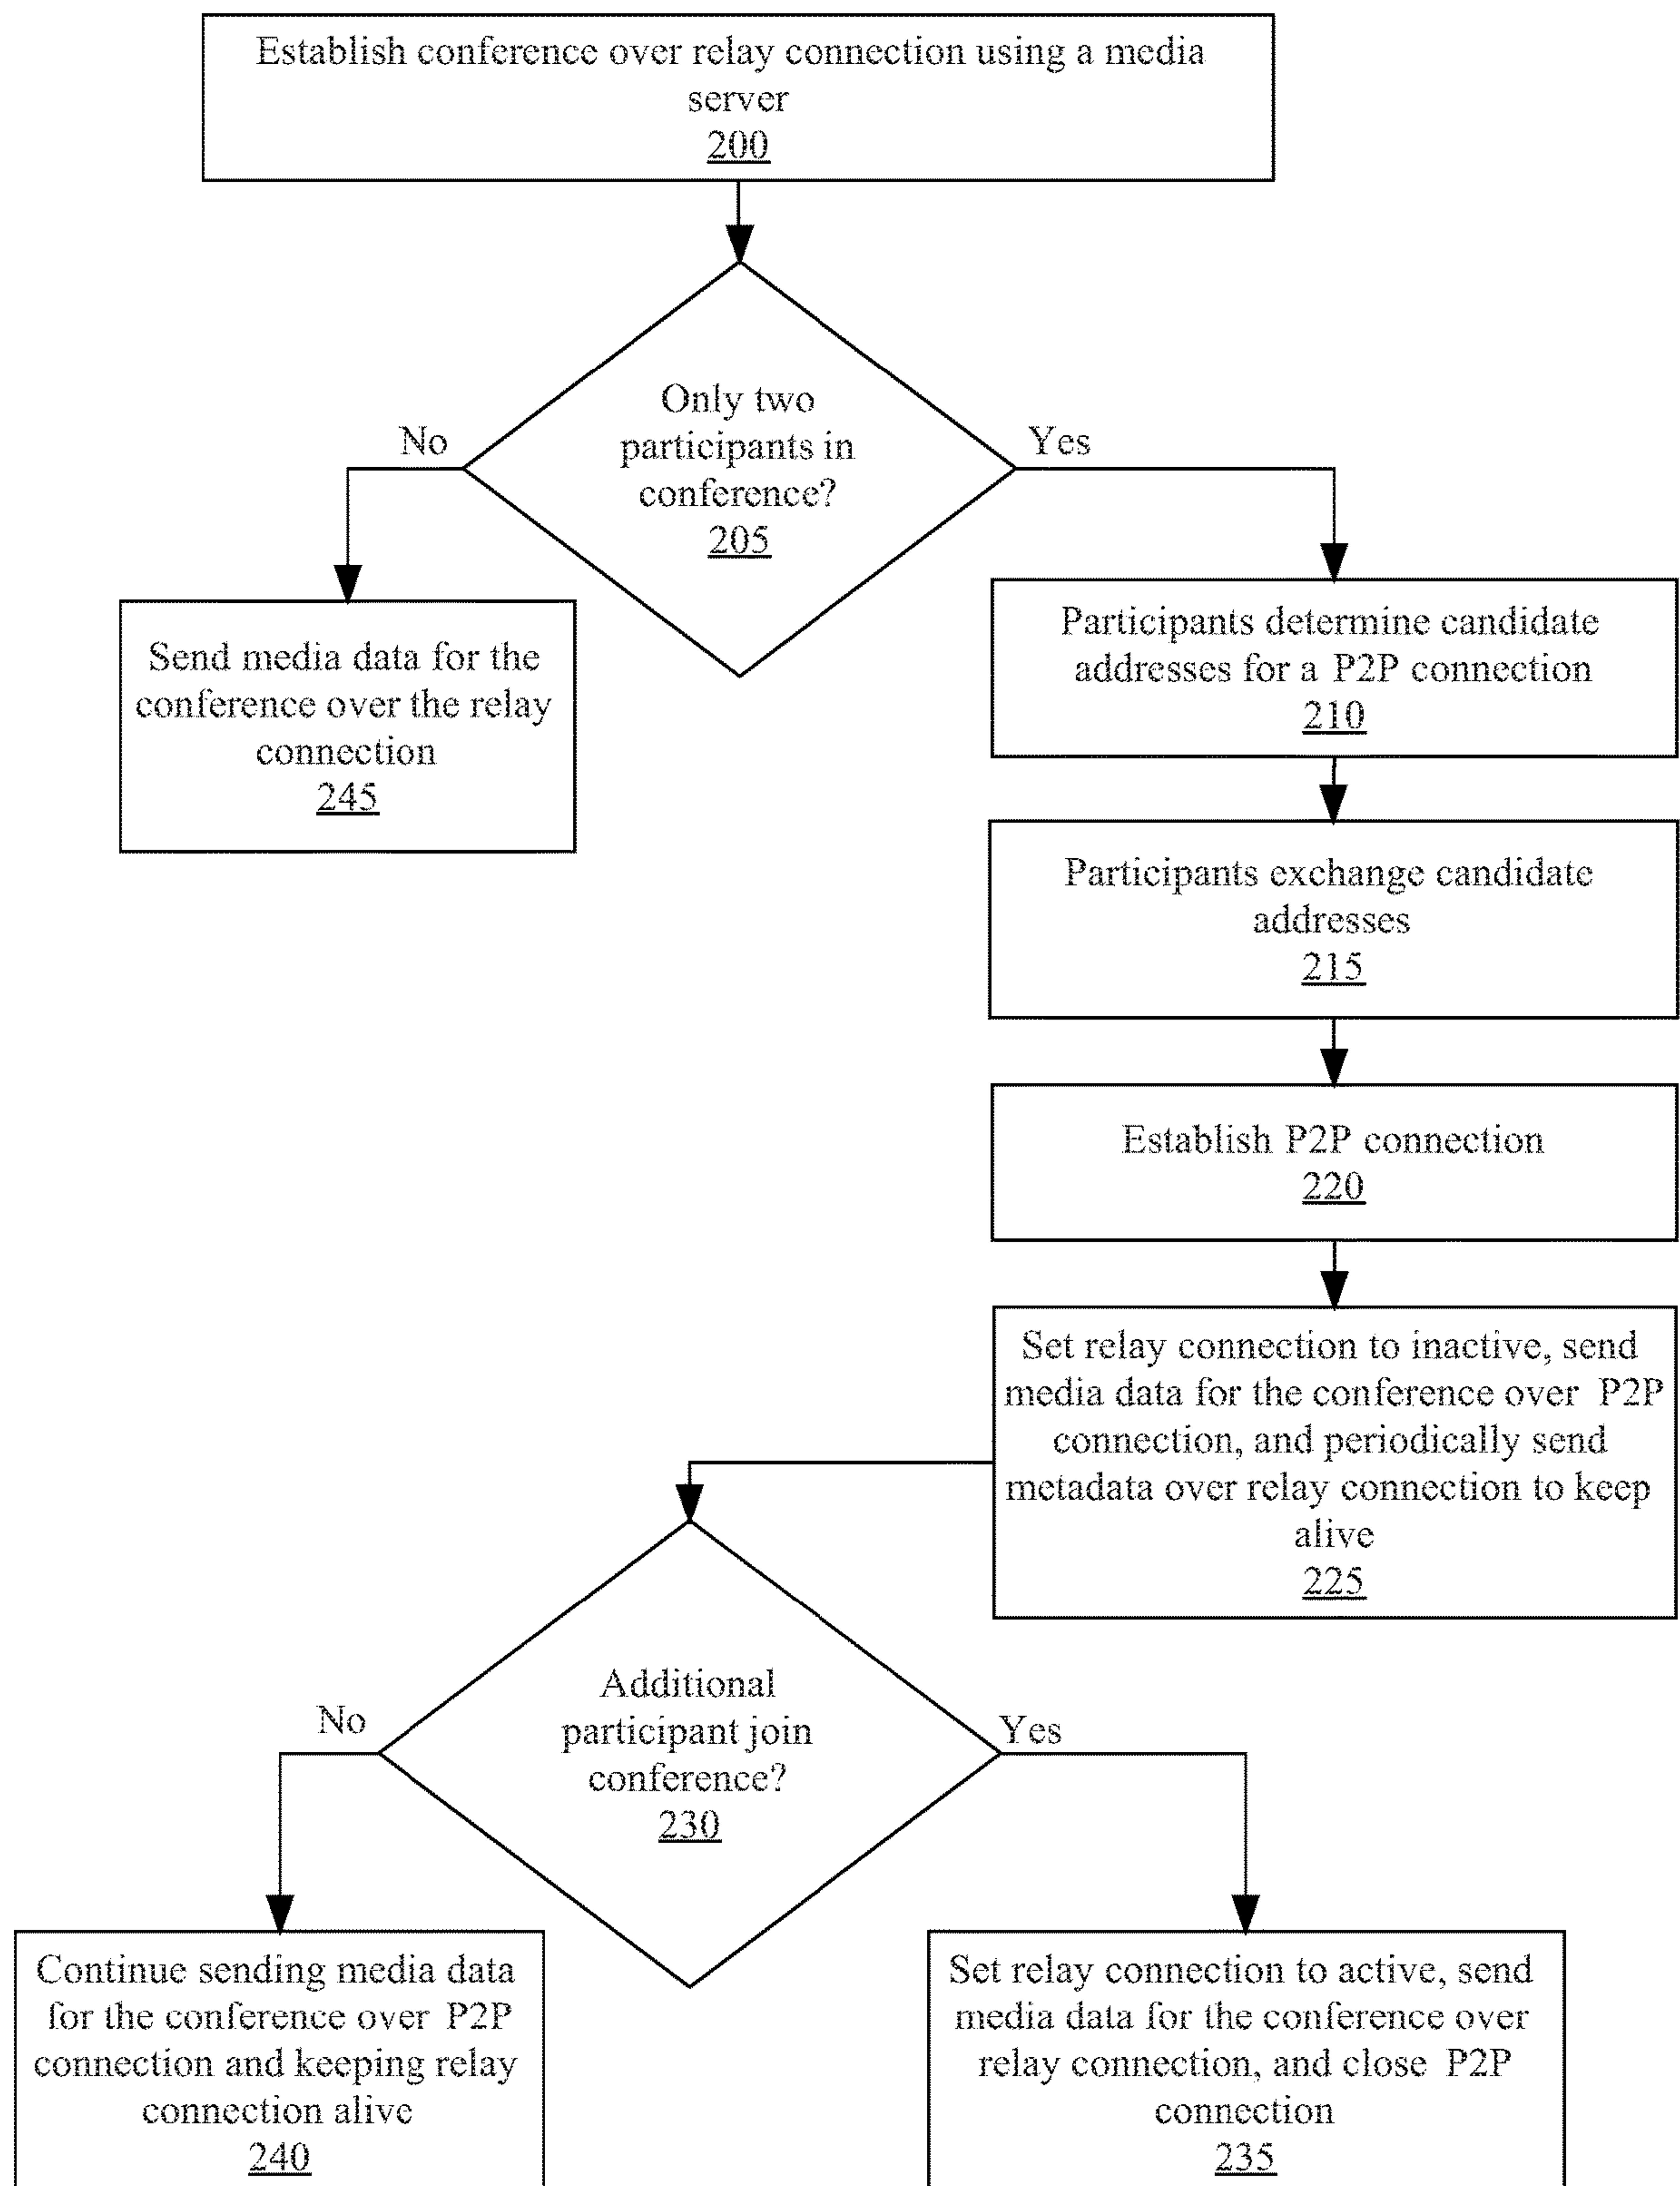 Establish conference over relay connection using a media
server
200
Only two
participants in
conference?
205
No
Yes
Send media data for the
conference over the relay
connection
245
Participants determine candidate
addresses for a P2P connection
210
Participants exchange candidate
addresses
215
Establish P2P connection
220
Set relay connection to inactive, send
media data for the conference over P2P
connection, and periodically send
metadata over relay connection to keep
alive
225
Additional
participant join
conference?
230
No
Yes
Continue sending media data
for the conference over P2P
connection and keeping relay
connection alive
240
Set relay connection to active, send
media data for the conference over
relay connection, and close P2P
connection
235